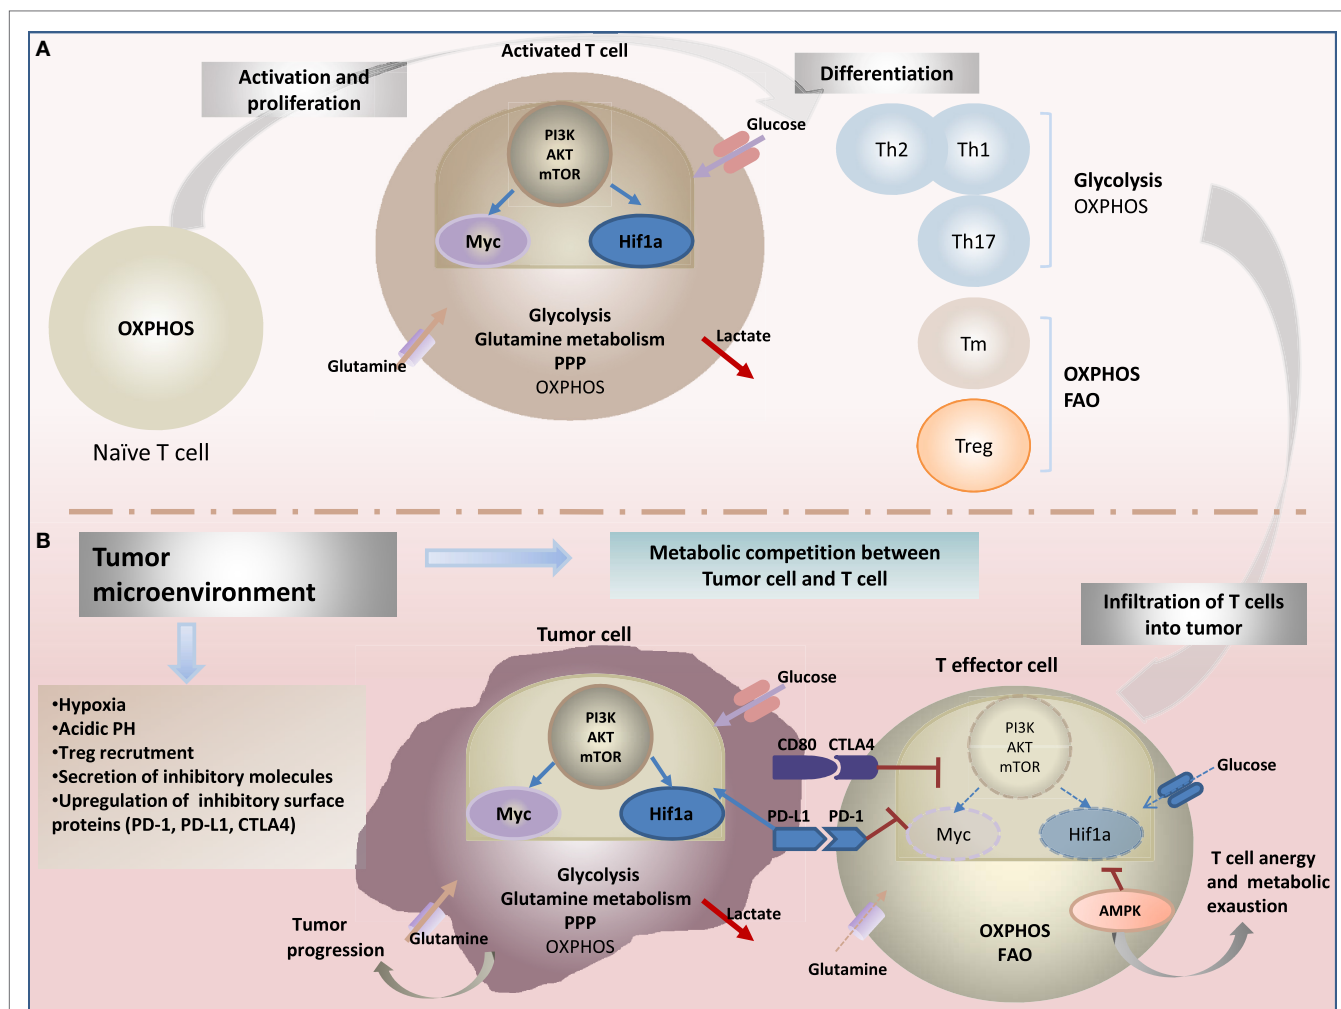 A
Activation and
proliferation
Activated T cell
Differentiation
PI3K
AKT
mTOR
Glucose
Myc
Hif1a
Glycolysis
Glutamine metabolism
PPP
OXPHOS
Lactate
Glutamine
OXPHOS
Naïve T cell
Th2
Th1
Th17
Glycolysis
OXPHOS
Tm
Treg
OXPHOS
FAO
B
Tumor
microenvironment
Metabolic competition between
Tumor cell and T cell
Infiltration of T cells
into tumor
•Hypoxia
•Acidic PH
•Treg recrutment
•Secretion of inhibitory molecules
•Upregulation of inhibitory surface
proteins (PD-1, PD-L1, CTLA4)
Tumor cell
Glucose
PI3K
AKT
mTOR
Myc
Hif1a
Glycolysis
Glutamine metabolism
PPP
OXPHOS
Lactate
Glutamine
Tumor
progression
CD80
CTLA4
PD-L1
PD-1
T effector cell
PI3K
AKT
mTOR
Glucose
Myc
Hif1a
AMPK
OXPHOS
FAO
Glutamine
T cell anergy
and metabolic
exaustion